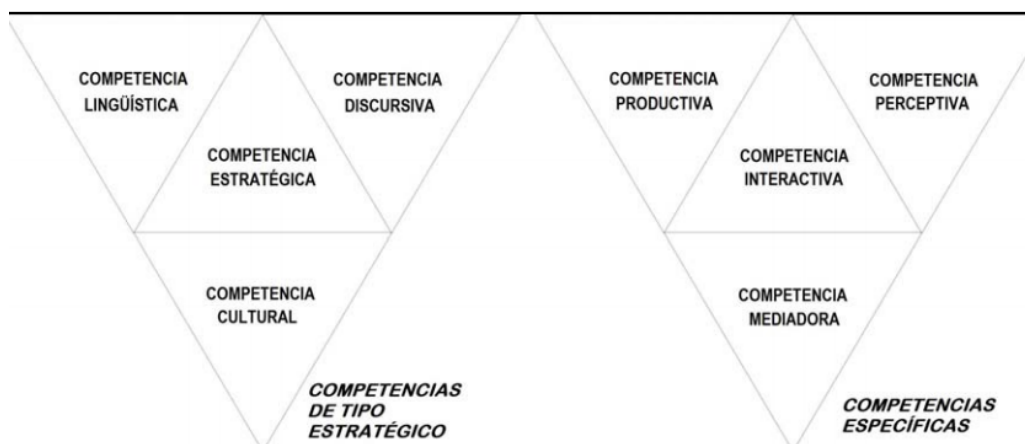 COMPETENCIA
LINGÜÍSTICA
COMPETENCIA
DISCURSIVA
COMPETENCIA
ESTRATÉGICA
COMPETENCIA
CULTURAL
COMPETENCIAS
DE TIPO
ESTRATÉGICO
COMPETENCIA
PRODUCTIVA
COMPETENCIA
PERCEPTIVA
COMPETENCIA
INTERACTIVA
COMPETENCIA
MEDIADORA
COMPETENCIAS
ESPECÍFICAS